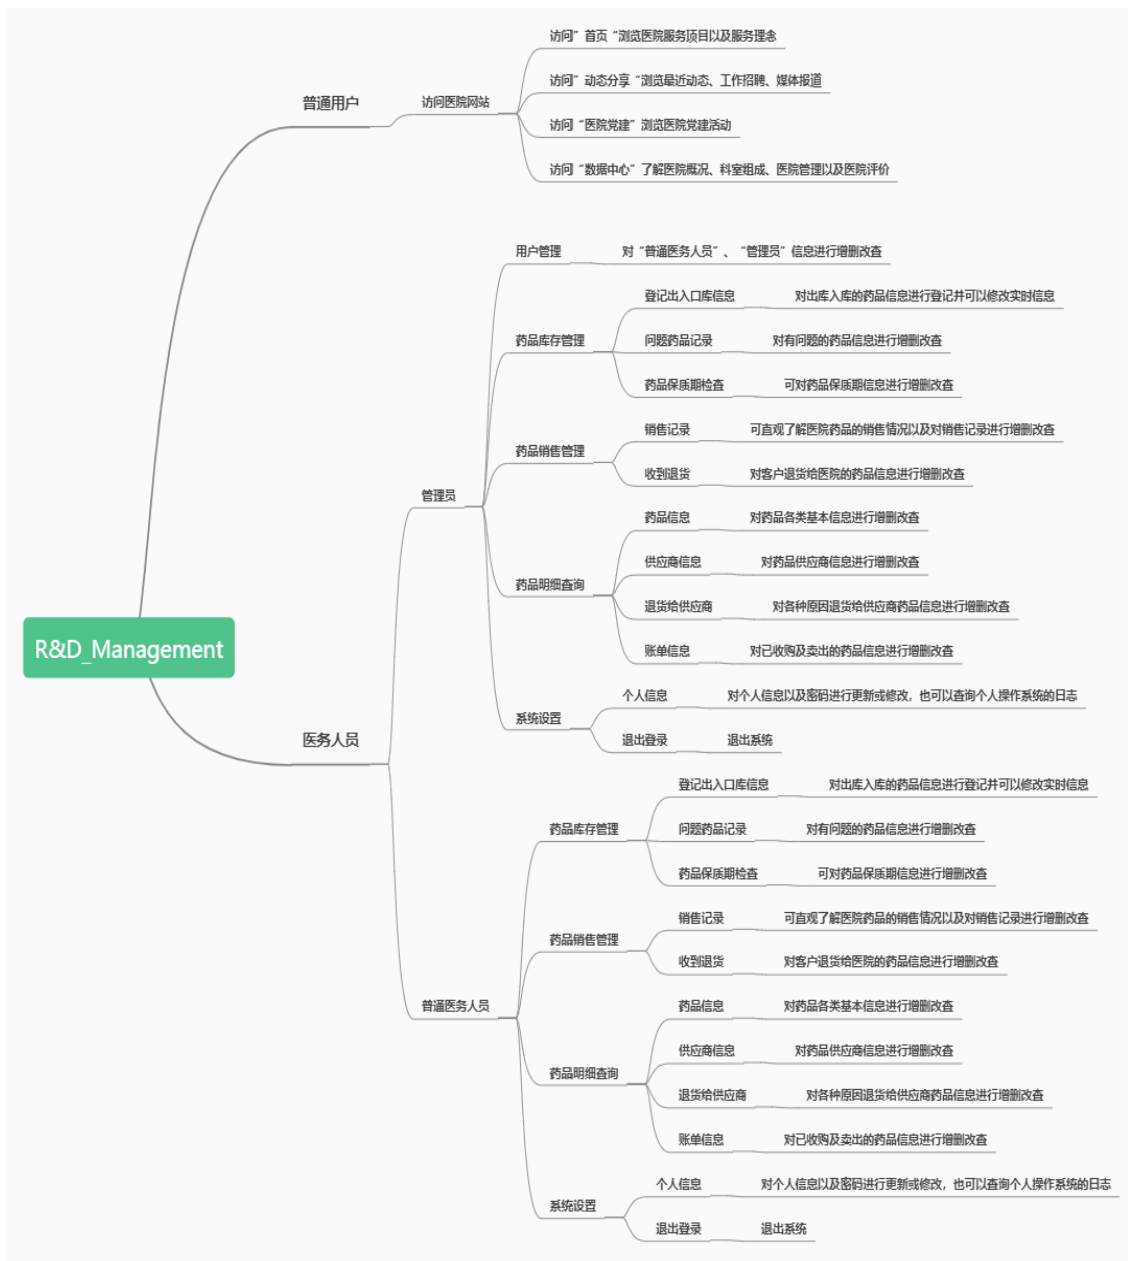 访问”首页“浏览医院服务项目以及服务理念
访问”动态分享“浏览最近动态、工作招聘、媒体报道
普通用户
访问医院网站
访问“医院党建”浏览医院党建活动
访问“数据中心”了解医院概况、科室组成、医院管理以及医院评价
用户管理
对“普通医务人员”、“管理员”信息进行增删改查
登记出入口库信息
对出库入库的药品信息进行登记并可以修改实时信息
药品库存管理
问题药品记录
对有问题的药品信息进行增删改查
药品保质期检查
可对药品保质期信息进行增删改查
销售记录
可直观了解医院药品的销售情况以及对销售记录进行增删改查
药品销售管理
收到退货
对客户退货给医院的药品信息进行增删改查
管理员
药品信息
对药品各类基本信息进行增删改查
供应商信息
对药品供应商信息进行增删改查
药品明细查询
退货给供应商
对各种原因退货给供应商药品信息进行增删改查
账单信息
对已收购及卖出的药品信息进行增删改查
R&D_Management
个人信息
对个人信息以及密码进行更新或修改，也可以查询个人操作系统的日志
系统设置
退出登录
退出系统
医务人员
登记出入口库信息
对出库入库的药品信息进行登记并可以修改实时信息
药品库存管理
问题药品记录
对有问题的药品信息进行增删改查
药品保质期检查
可对药品保质期信息进行增删改查
销售记录
可直观了解医院药品的销售情况以及对销售记录进行增删改查
药品销售管理
收到退货
对客户退货给医院的药品信息进行增删改查
普通医务人员
药品信息
对药品各类基本信息进行增删改查
供应商信息
对药品供应商信息进行增删改查
药品明细查询
退货给供应商
对各种原因退货给供应商药品信息进行增删改查
账单信息
对已收购及卖出的药品信息进行增删改查
个人信息
对个人信息以及密码进行更新或修改，也可以查询个人操作系统的日志
系统设置
退出登录
退出系统